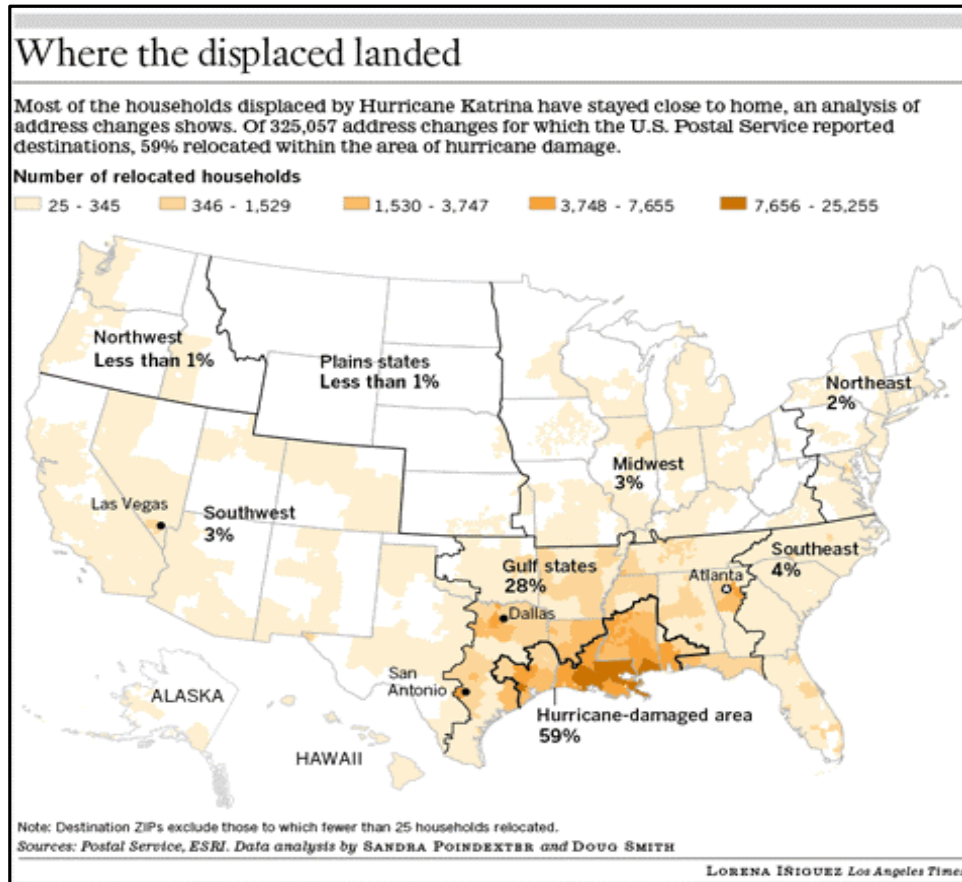 Where the displaced landed
Most of the households displaced by Hurricane Katrina have stayed close to home, an analysis of
address changes shows. Of 325,057 address changes for which the U.S. Postal Service reported
destinations, 59% relocated within the area of hurricane damage.
Number of relocated households
25 - 345
346 - 1,529
1,530 - 3,747
3,748 - 7,655
7,656 - 25,255
Northwest
Less than 1%
Plains states
Less than 1%
Northeast
2%
Midwest
3%
Las Vegas
Southwest
3%
Southeast
4%
Gulf states
28%
Atlanta
Dallas
San
Antonio
ALASKA
Hurricane-damaged area
59%
HAWAII
Note: Destination ZIPs exclude those to which fewer than 25 households relocated.
Sources: Postal Service, ESRI. Data analysis by SANDRA POINDEXTER and DOUG SMITH
LORENA IÑIGUEZ Los Angeles Times